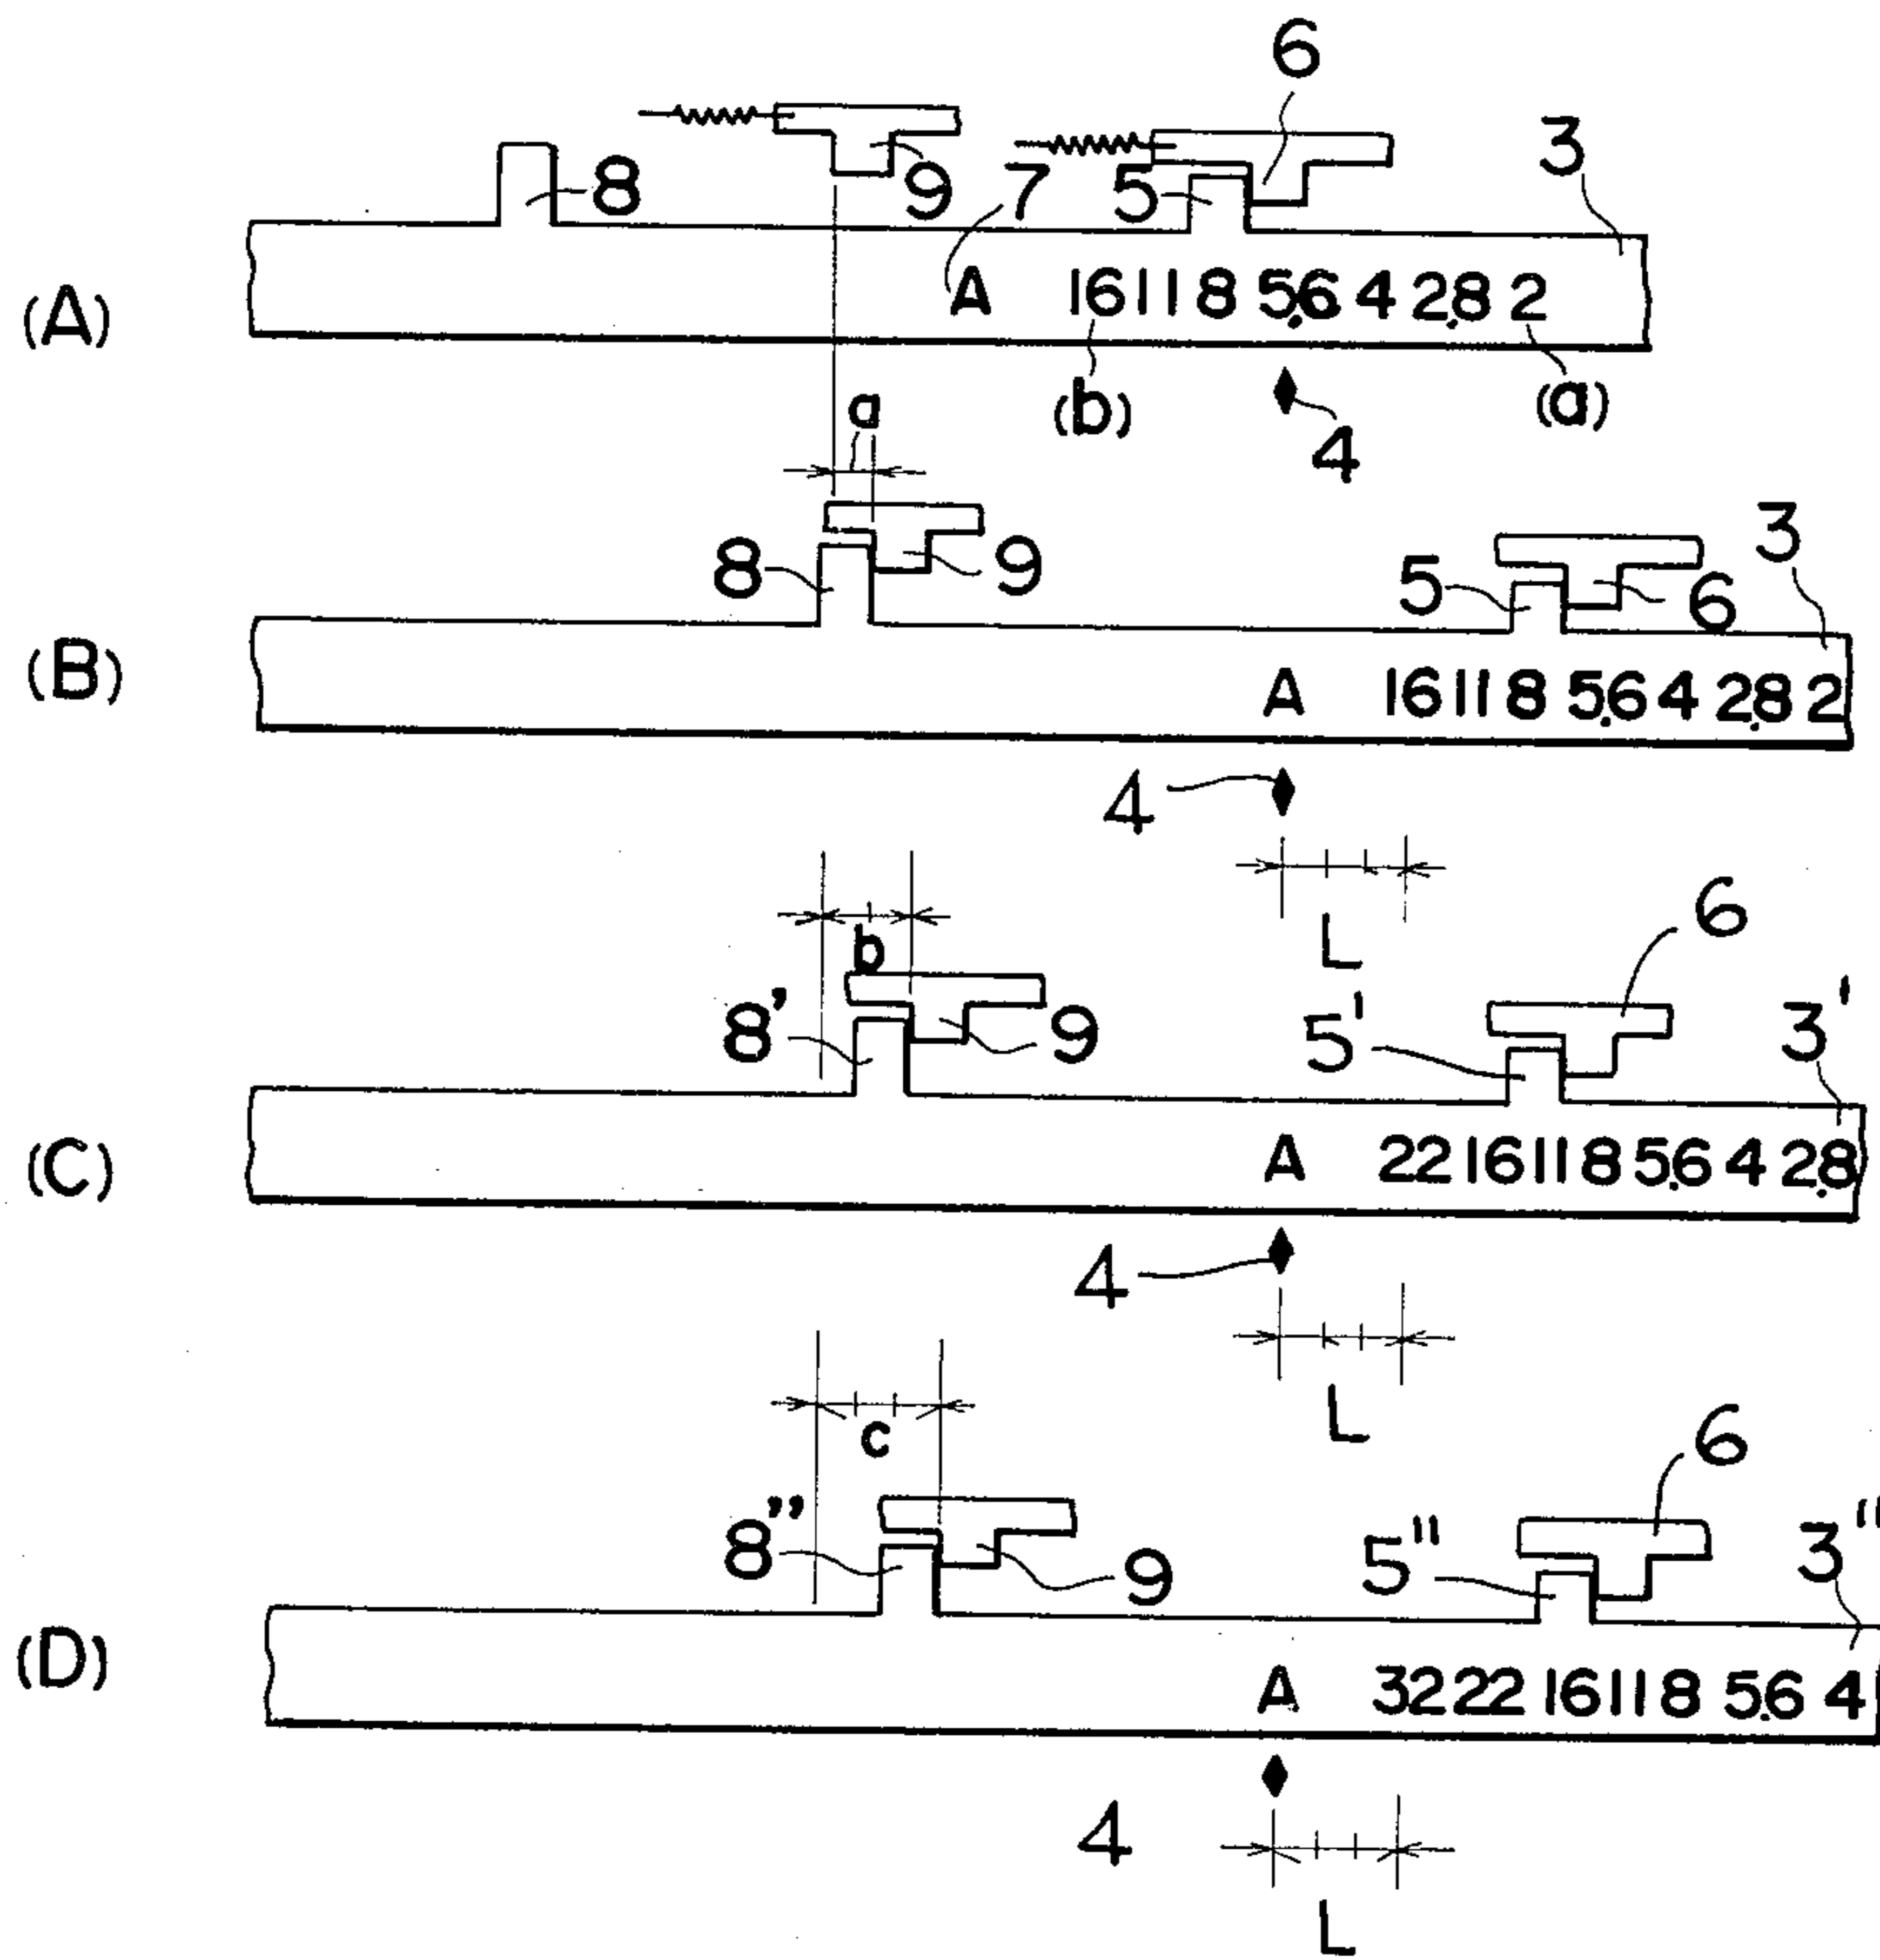 6
3
8 9 7 5
(A) A 16 11 8 5.6 4 2.8 2
(b) (a)
a 4
3
8 9 5 6
(B) A 16 11 8 5.6 4 2.8 2
4
L
b 6
8' 9 5' 3'
(C) A 22 16 11 8 5.6 4 2.8
4
L
c
6
8" 9 5" 3"
(D) A 32 22 16 11 8 5.6 4
4
L